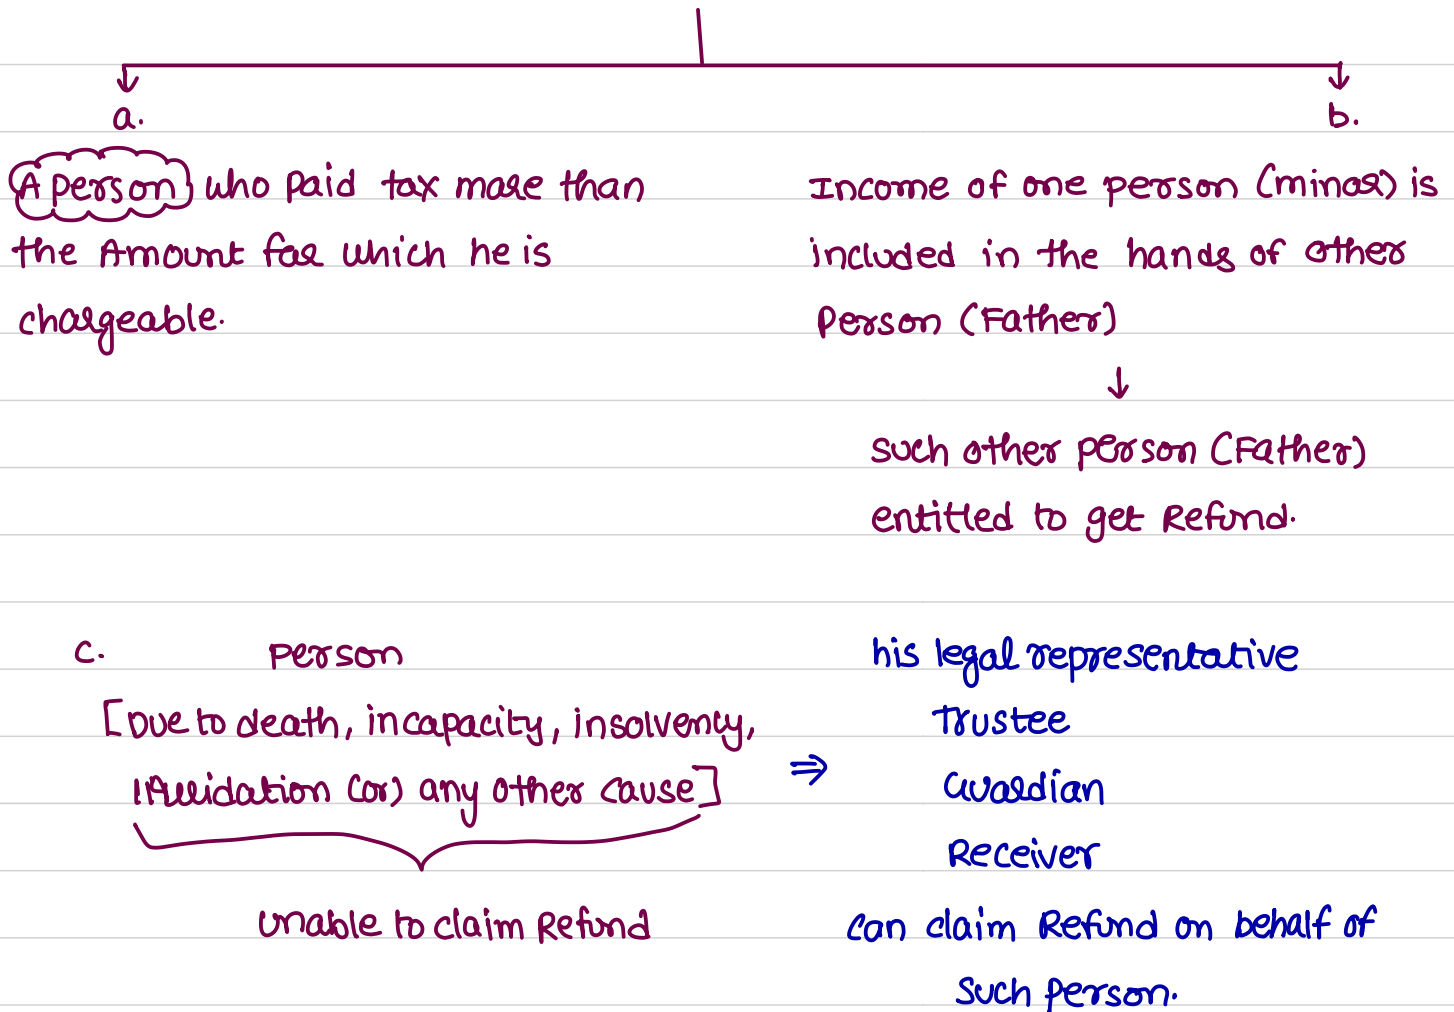 a.
A person who paid tax more than
the Amount for which he is
chargeable.
b.
Income of one person (minor) is
included in the hands of other
Person (Father)
↓
such other person (Father)
entitled to get Refund.
c. person
[Due to death, incapacity, insolvency,
liquidation (or) any other cause]
unable to claim Refund
⇒
his legal representative
Trustee
Guardian
Receiver
can claim Refund on behalf of
such person.